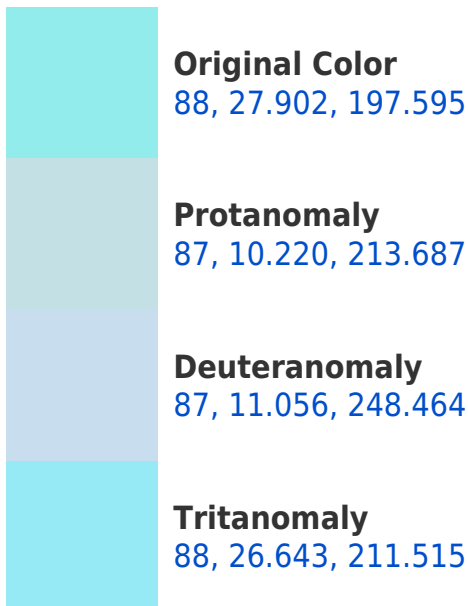 Original Color
88, 27.902, 197.595
Protanomaly
87, 10.220, 213.687
Deuteranomaly
87, 11.056, 248.464
Tritanomaly
88, 26.643, 211.515